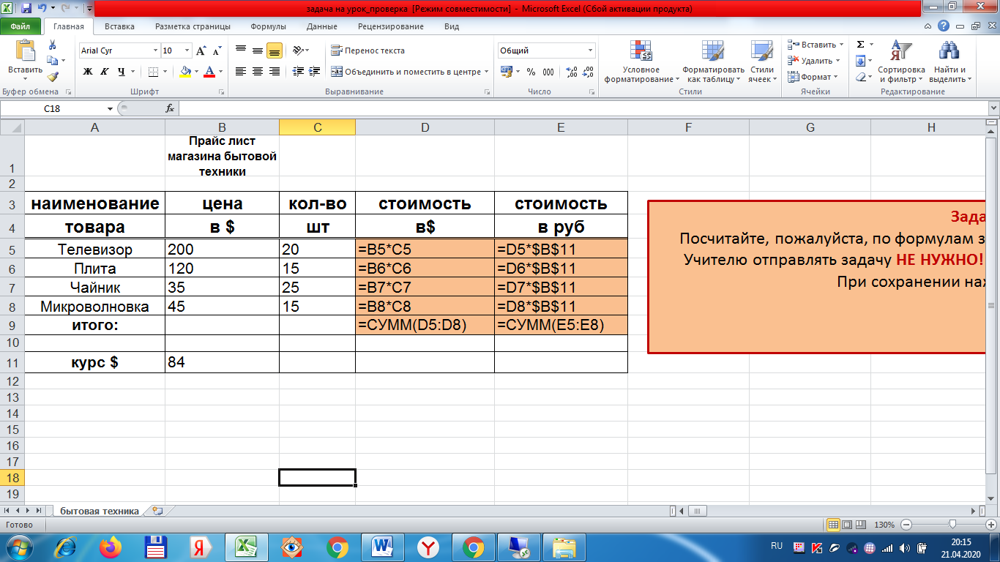 задача на урок_проверка [Режим совместимости] - Microsoft Excel (Сбой активации продукта)
Файл Главная Вставка Разметка страницы Формулы Данные Рецензирование Вид
Вставить
Arial Cyr 10
Ж К Ч
Перенос текста
Объединить и поместить в центре
Общий
% 000
Условное форматирование
Форматировать как таблицу
Стили ячеек
Вставить
Удалить
Формат
Σ
Сортировка и фильтр
Найти и выделить
Буфер обмена Шрифт Выравнивание Число Стили Ячейки Редактирование
C18 fx
A B C D E F G H
1 Прайс лист
магазина бытовой
техники
2
3 наименование цена кол-во стоимость стоимость
4 товара в $ шт в$ в руб
5 Телевизор 200 20 =B5*C5 =D5*$B$11
6 Плита 120 15 =B6*C6 =D6*$B$11
7 Чайник 35 25 =B7*C7 =D7*$B$11
8 Микроволновка 45 15 =B8*C8 =D8*$B$11
9 итого: =СУММ(D5:D8) =СУММ(E5:E8)
10
11 курс $ 84
12
13
14
15
16
17
18
19
Посчитайте, пожалуйста, по формулам
Учителю отправлять задачу НЕ НУЖНО!
При сохранении
бытовая техника
Готово 130%
RU 20:15
21.04.2020